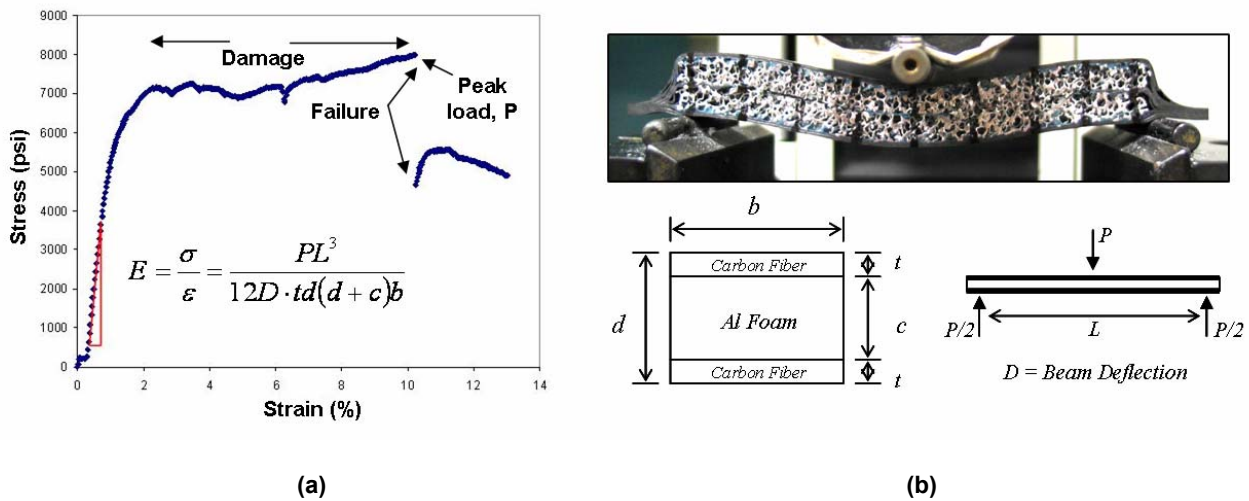 9000
8000
7000
6000
5000
4000
3000
2000
1000
0
Stress (psi)
0 2 4 6 8 10 12 14
Strain (%)
Damage
Failure
Peak
load, P
E = σ/ε = PL³/12D·td(d + c)b
(a)
b
Carbon Fiber
t
d
Al Foam
c
Carbon Fiber
t
P
P/2
L
P/2
D = Beam Deflection
(b)